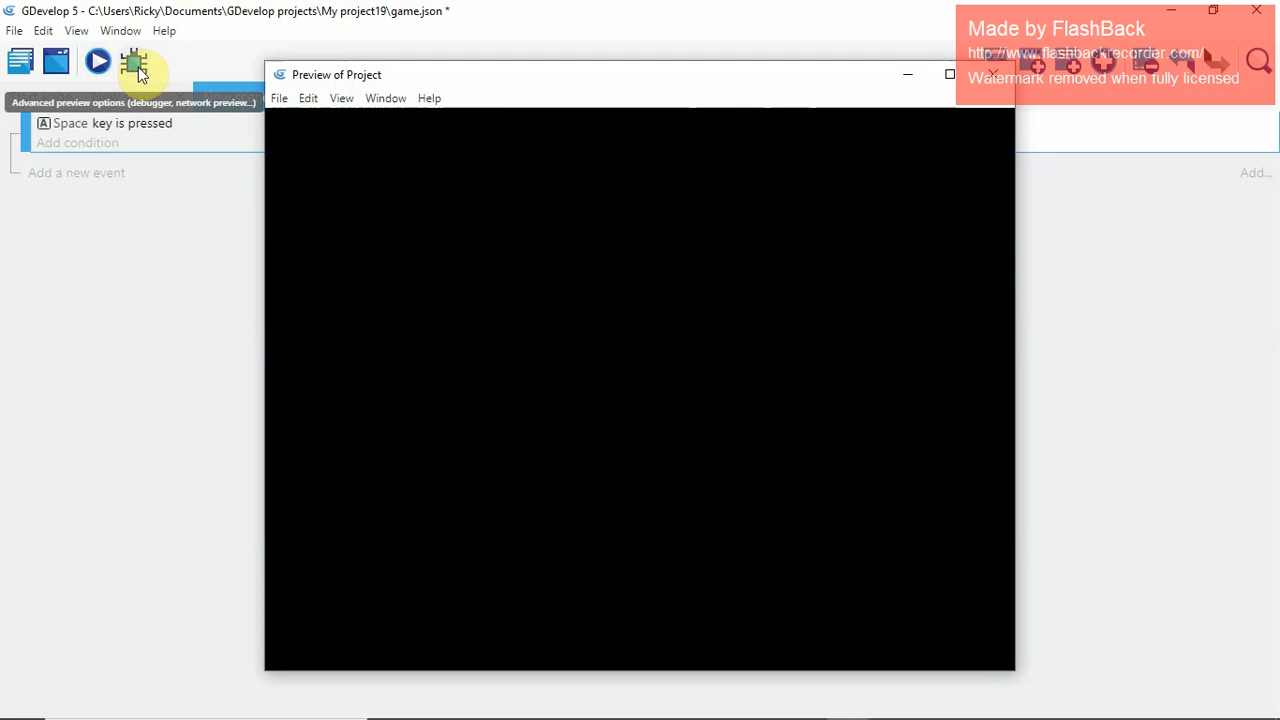 GDevelop 5 - C:\Users\Ricky\Documents\GDevelop projects\My project19\game.json *
File Edit View Window Help
Made by FlashBack
http://www.flashbackrecorder.com/
Watermark removed when fully licensed
Preview of Project
File Edit View Window Help
Advanced preview options (debugger, network preview...)
Space key is pressed
Add condition
Add a new event
Add...